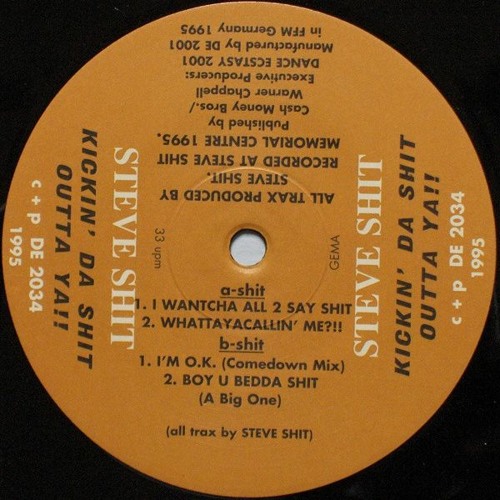 STEVE SHIT
KICKIN' DA SHIT
OUTTA YA!!
c + p DE 2034
1995
ALL TRAX PRODUCED BY
STEVE SHIT.
RECORDED AT STEVE SHIT
MEMORIAL CENTRE 1995.
Published by
Cash Money Bros./
Warner Chappell
Executive Producers:
DANCE ECSTASY 2001
Manufactured by DE 2001
in FFM Germany 1995
33 upm
GEMA
a-shit
1. I WANTCHA ALL 2 SAY SHIT
2. WHATTAYACALLIN' ME?!!
b-shit
1. I'M O.K. (Comedown Mix)
2. BOY U BEDDA SHIT
(A Big One)
(all trax by STEVE SHIT)
STEVE SHIT
KICKIN' DA SHIT
OUTTA YA!!
c + p DE 2034
1995